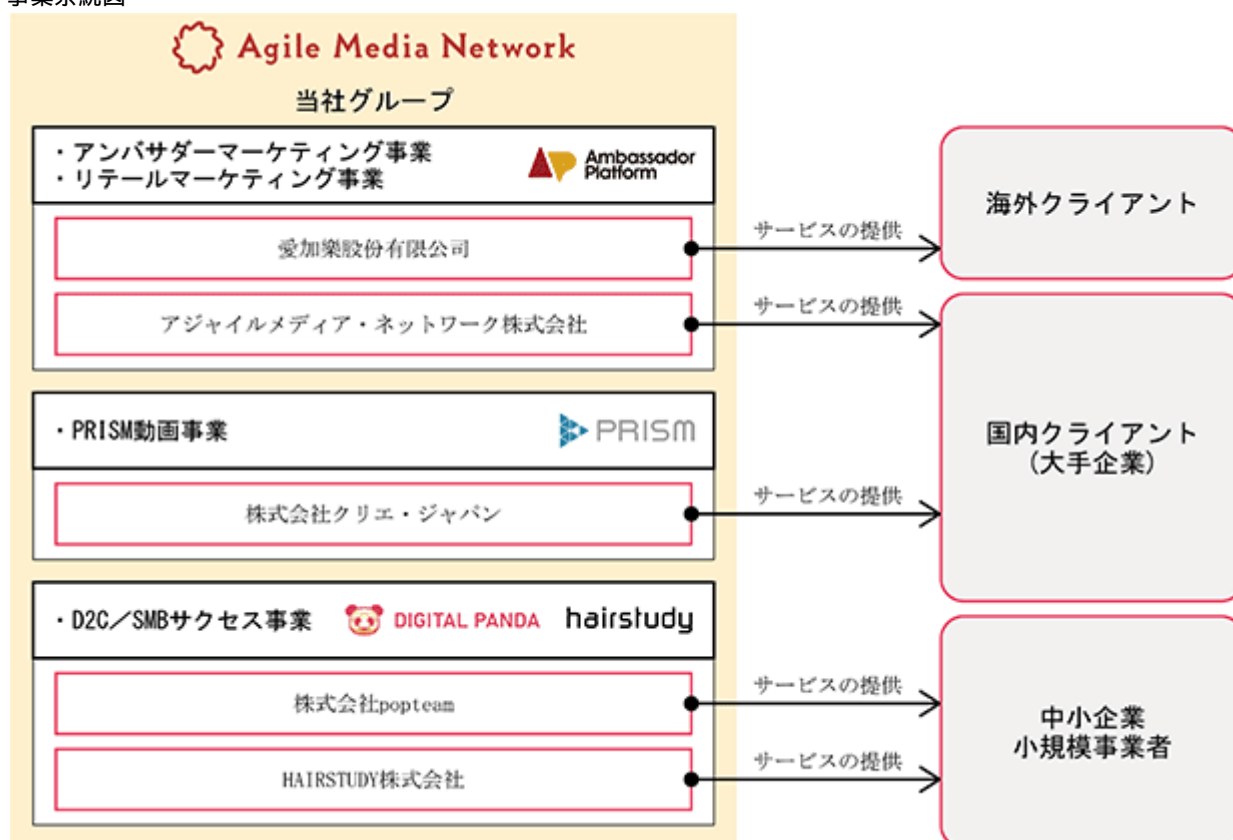 事業系統図
Agile Media Network
当社グループ
・アンバサダーマーケティング事業
・リテールマーケティング事業
Ambassador
Platform
愛加樂股份有限公司
サービスの提供
海外クライアント
アジャイルメディア・ネットワーク株式会社
サービスの提供
・PRISM動画事業
PRISM
株式会社クリエ・ジャパン
サービスの提供
国内クライアント
(大手企業)
・D2C／SMBサクセス事業
DIGITAL PANDA
hairstudy
株式会社popteam
サービスの提供
HAIRSTUDY株式会社
サービスの提供
中小企業
小規模事業者